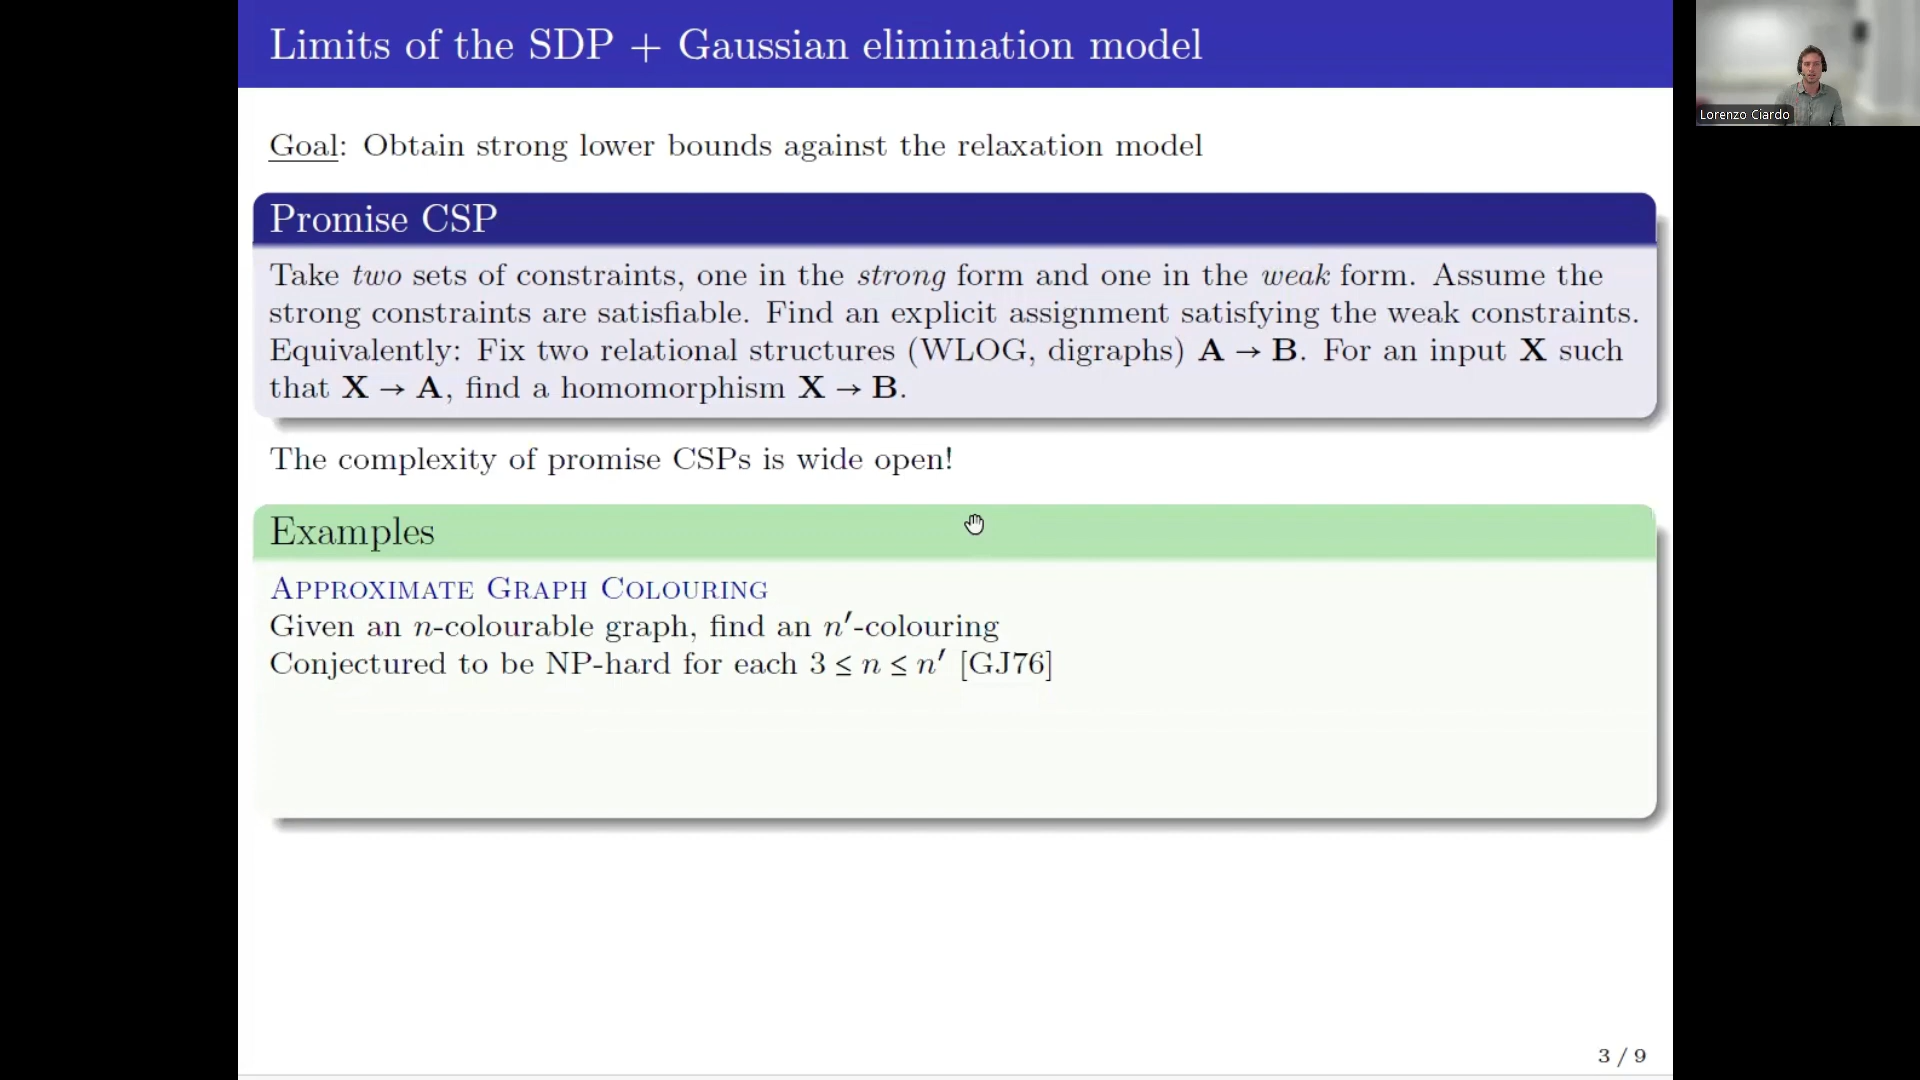 Limits of the SDP + Gaussian elimination model
Lorenzo Ciardo
Goal: Obtain strong lower bounds against the relaxation model
Promise CSP
Take two sets of constraints, one in the strong form and one in the weak form. Assume the
strong constraints are satisfiable. Find an explicit assignment satisfying the weak constraints.
Equivalently: Fix two relational structures (WLOG, digraphs) A → B. For an input X such
that X → A, find a homomorphism X → B.
The complexity of promise CSPs is wide open!
Examples
APPROXIMATE GRAPH COLOURING
Given an n-colourable graph, find an n′-colouring
Conjectured to be NP-hard for each 3 ≤ n ≤ n′ [GJ76]
3 / 9